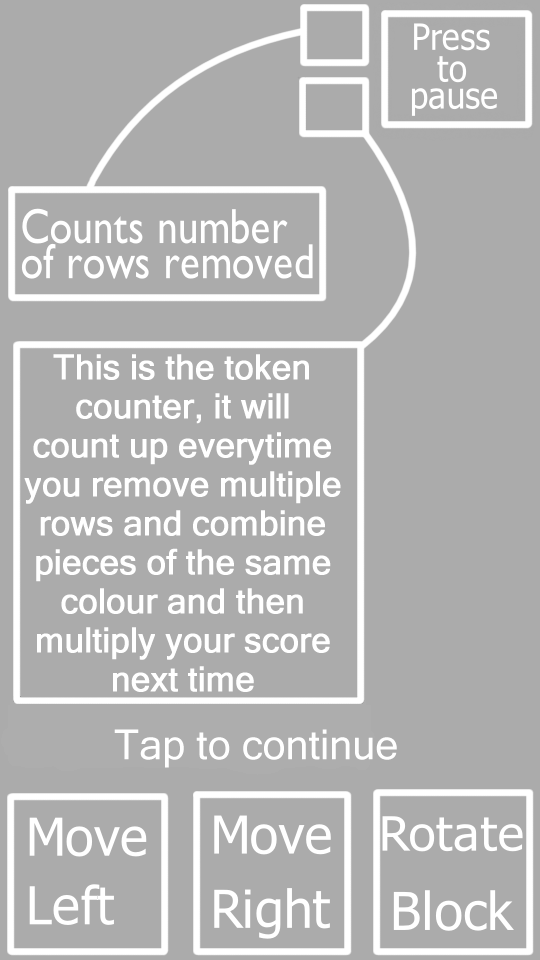 Press
to
pause
Counts number
of rows removed
This is the token
counter, it will
count up everytime
you remove multiple
rows and combine
pieces of the same
colour and then
multiply your score
next time
Tap to continue
Move
Left
Move
Right
Rotate
Block